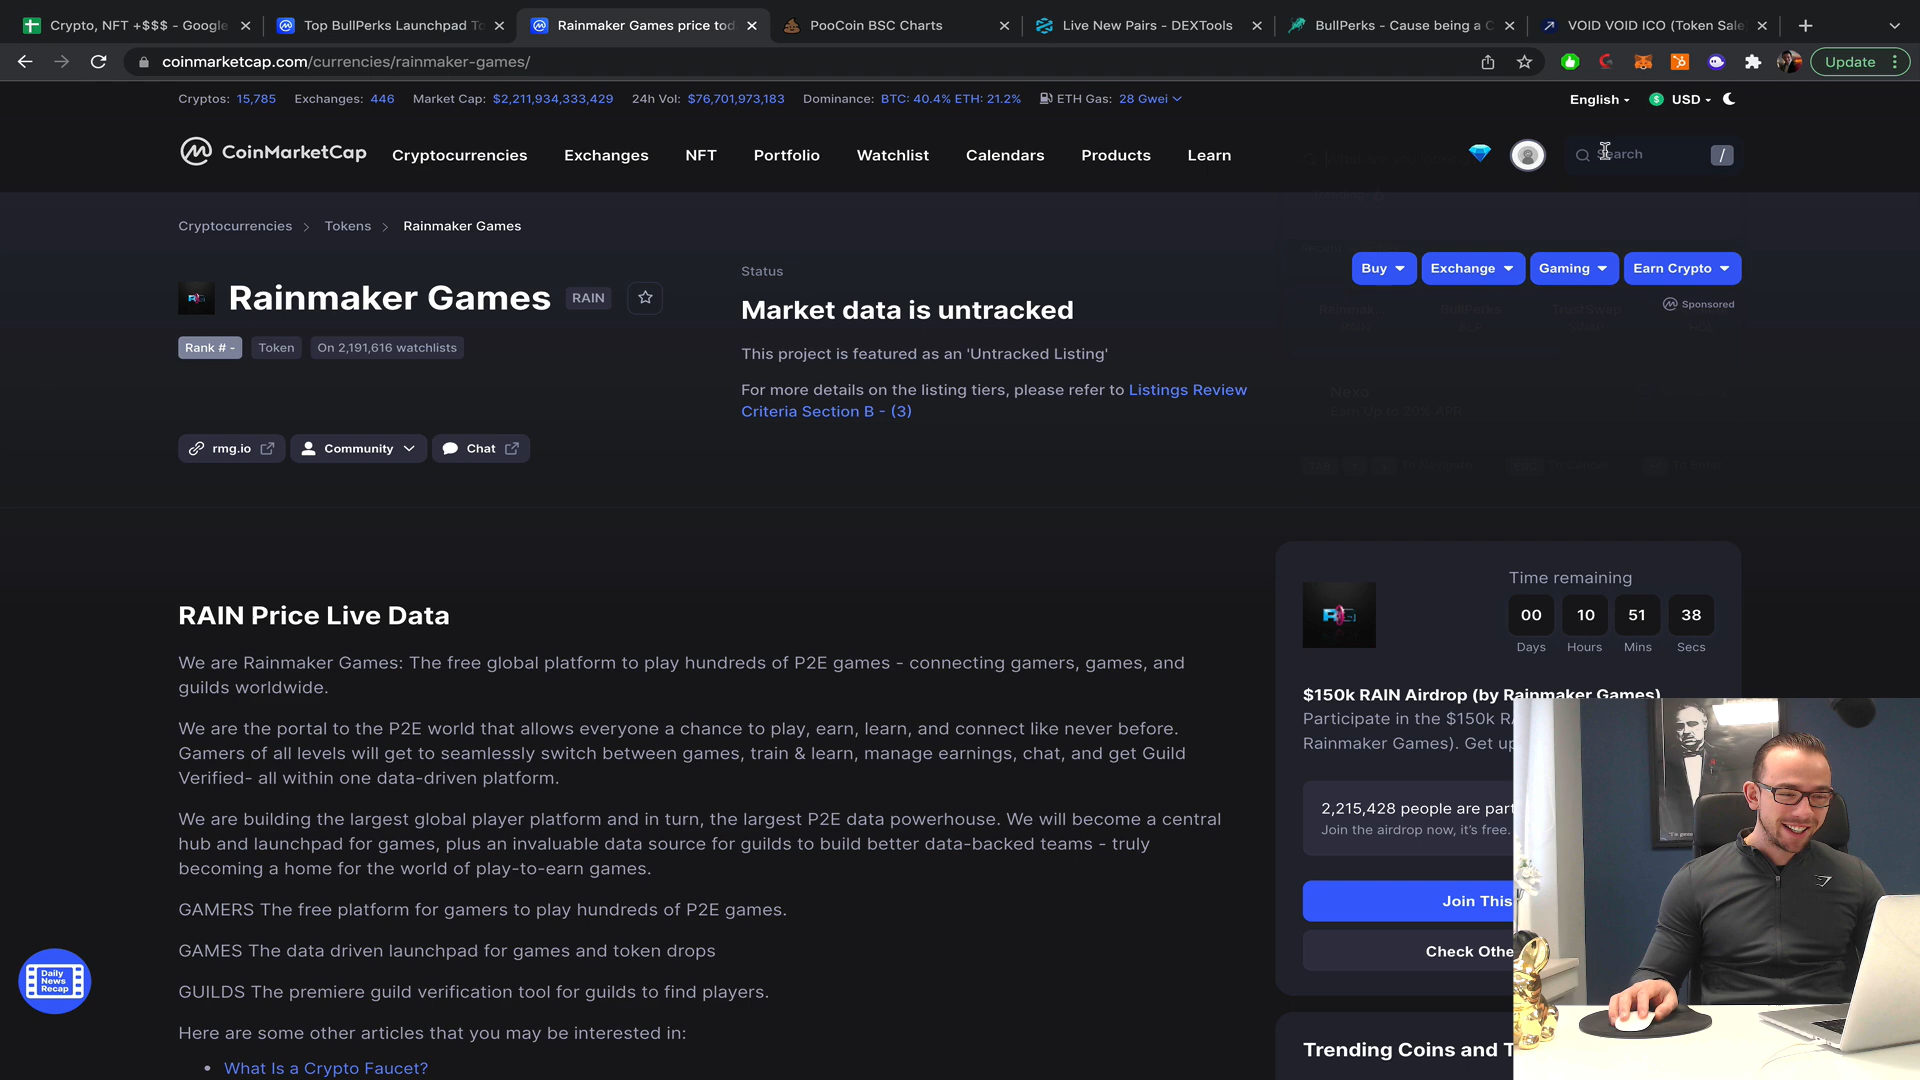 Crypto, NFT +$$$ - Google
Top BullPerks Launchpad To
Rainmaker Games price tod
PooCoin BSC Charts
Live New Pairs - DEXTools
BullPerks - Cause being a C
VOID VOID ICO (Token Sale
coinmarketcap.com/currencies/rainmaker-games/
Update
Cryptos: 15,785 Exchanges: 446 Market Cap: $2,211,934,333,429 24h Vol: $76,701,973,183 Dominance: BTC: 40.4% ETH: 21.2% ETH Gas: 28 Gwei
English
USD
CoinMarketCap
Cryptocurrencies Exchanges NFT Portfolio Watchlist Calendars Products Learn
Search /
Cryptocurrencies > Tokens > Rainmaker Games
Rainmaker Games RAIN
Rank # - Token On 2,191,616 watchlists
rmg.io Community Chat
Status
Market data is untracked
This project is featured as an 'Untracked Listing'
For more details on the listing tiers, please refer to Listings Review
Criteria Section B - (3)
Buy Exchange Gaming Earn Crypto
Sponsored
BullPerks
Nexo
RAIN Price Live Data
We are Rainmaker Games: The free global platform to play hundreds of P2E games - connecting gamers, games, and
guilds worldwide.
We are the portal to the P2E world that allows everyone a chance to play, earn, learn, and connect like never before.
Gamers of all levels will get to seamlessly switch between games, train & learn, manage earnings, chat, and get Guild
Verified- all within one data-driven platform.
We are building the largest global player platform and in turn, the largest P2E data powerhouse. We will become a central
hub and launchpad for games, plus an invaluable data source for guilds to build better data-backed teams - truly
becoming a home for the world of play-to-earn games.
GAMERS The free platform for gamers to play hundreds of P2E games.
GAMES The data driven launchpad for games and token drops
GUILDS The premiere guild verification tool for guilds to find players.
Here are some other articles that you may be interested in:
• What Is a Crypto Faucet?
Daily
News
Recap
Time remaining
00 10 51 38
Days Hours Mins Secs
$150k RAIN Airdrop (by Rainmaker Games)
Participate in the $150k R
Rainmaker Games). Get up
2,215,428 people are part
Join the airdrop now, it's free.
Join This
Check Othe
Trending Coins and T